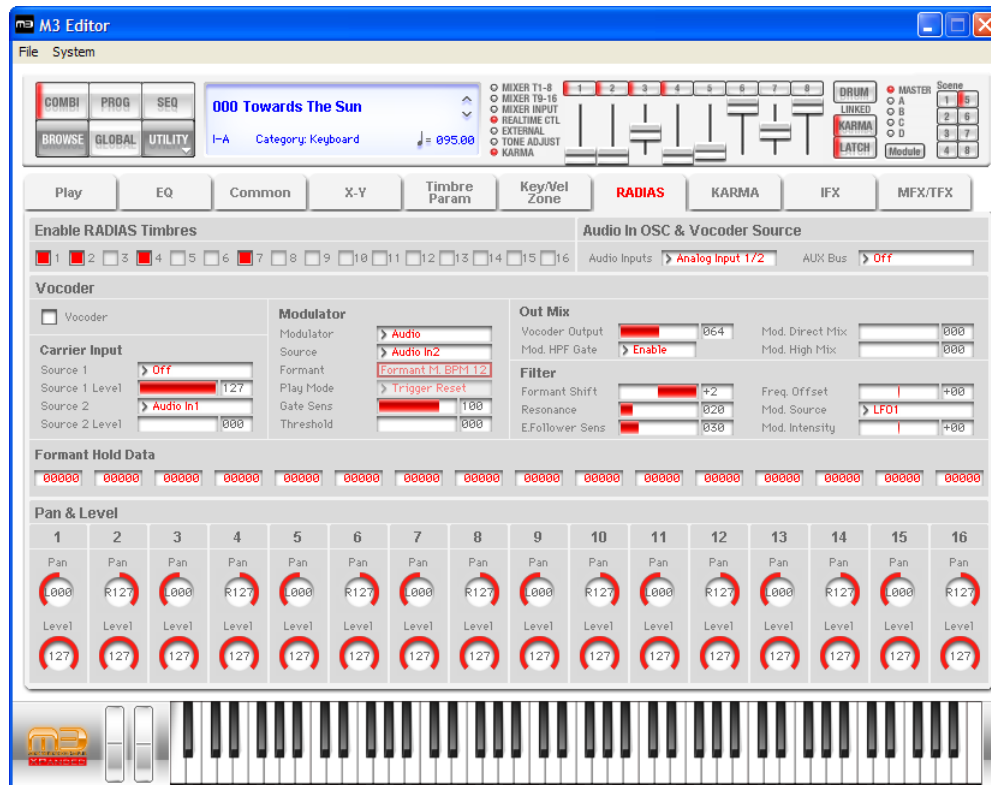 M3 Editor
File System
COMBI PROG SEQ
BROWSE GLOBAL UTILITY
000 Towards The Sun
I-A Category: Keyboard ♩= 095.00
MIXER T1-8
MIXER T9-16
MIXER INPUT
REALTIME CTL
EXTERNAL
TONE ADJUST
KARMA
1 2 3 4 5 6 7 8
DRUM
LINKED
KARMA
LATCH
MASTER
A
B
C
D
Module
Scene
1 5
2 6
3 7
4 8
Play EQ Common X-Y Timbre Param Key/Vel Zone RADIAS KARMA IFX MFX/TFX
Enable RADIAS Timbres
1 2 3 4 5 6 7 8 9 10 11 12 13 14 15 16
Audio In OSC & Vocoder Source
Audio Inputs Analog Input 1/2 AUX Bus Off
Vocoder
Vocoder
Carrier Input
Source 1 Off
Source 1 Level 127
Source 2 Audio In1
Source 2 Level 000
Modulator
Modulator Audio
Source Audio In2
Formant Formant M. BPM 12
Play Mode Trigger Reset
Gate Sens 100
Threshold 000
Out Mix
Vocoder Output 064 Mod. Direct Mix 000
Mod. HPF Gate Enable Mod. High Mix 000
Filter
Formant Shift +2 Freq. Offset +00
Resonance 020 Mod. Source LFO1
E.Follower Sens 030 Mod. Intensity +00
Formant Hold Data
00000 00000 00000 00000 00000 00000 00000 00000 00000 00000 00000 00000 00000 00000 00000 00000
Pan & Level
1 2 3 4 5 6 7 8 9 10 11 12 13 14 15 16
Pan Pan Pan Pan Pan Pan Pan Pan Pan Pan Pan Pan Pan Pan Pan Pan
L000 R127 L000 R127 L000 R127 L000 R127 L000 R127 L000 R127 L000 R127 L000 R127
Level Level Level Level Level Level Level Level Level Level Level Level Level Level Level Level
127 127 127 127 127 127 127 127 127 127 127 127 127 127 127 127
m3
XPANDED